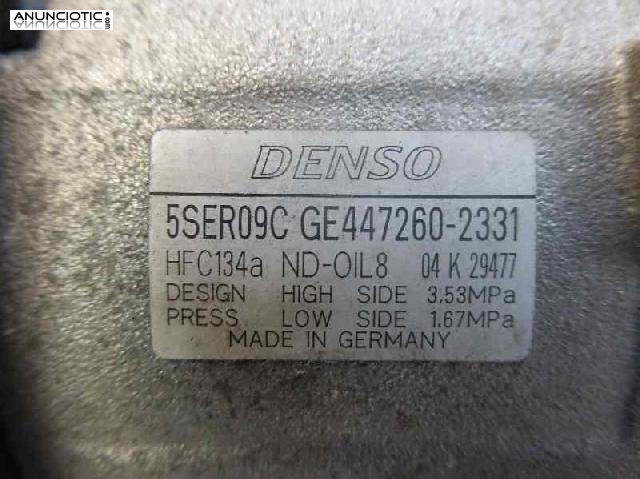 ANUNCIOTIC
.com
DENSO
5SER09C GE447260-2331
HFC134a ND-OIL8 04 K 29477
DESIGN HIGH SIDE 3.53MPa
PRESS LOW SIDE 1.67MPa
MADE IN GERMANY